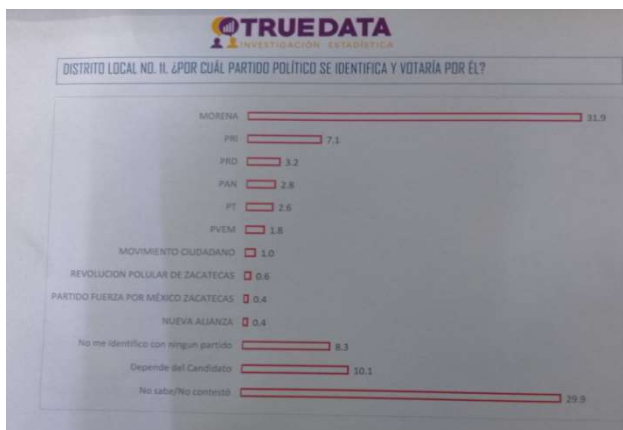 TRUEDATA
INVESTIGACIÓN ESTADÍSTICA
DISTRITO LOCAL NO. 11. ¿POR CUÁL PARTIDO POLÍTICO SE IDENTIFICA Y VOTARÍA POR ÉL?
MORENA 31.9
PRI 7.1
PRD 3.2
PAN 2.8
PT 2.6
PVEM 1.8
MOVIMIENTO CIUDADANO 1.0
REVOLUCION POLULAR DE ZACATECAS 0.6
PARTIDO FUERZA POR MÉXICO ZACATECAS 0.4
NUEVA ALIANZA 0.4
No me identifico con ningun partido 8.3
Depende del Candidato 10.1
No sabe/No contestó 29.9